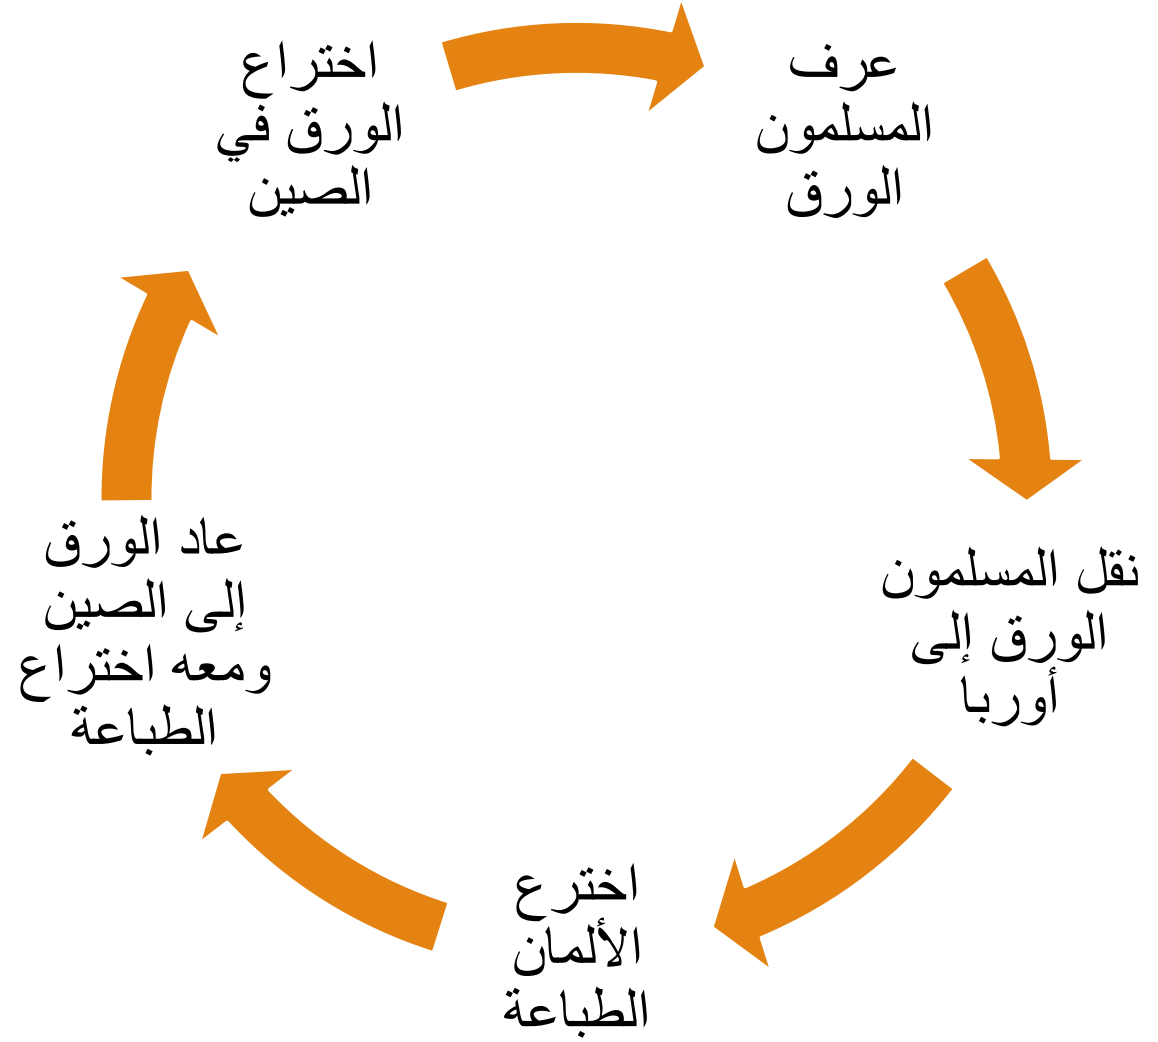 اختراع
الورق في
الصين
عرف
المسلمون
الورق
نقل المسلمون
الورق إلى
أوربا
اخترع
الألمان
الطباعة
عاد الورق
إلى الصين
ومعه اختراع
الطباعة